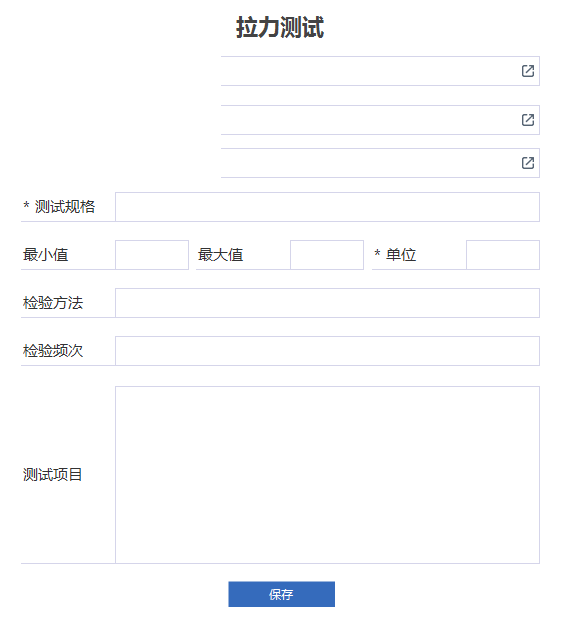 拉力测试
* 测试规格
最小值 最大值 * 单位
检验方法
检验频次
测试项目
保存